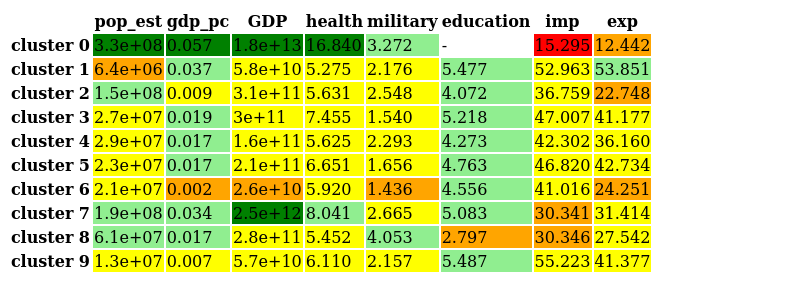 pop_est gdp_pc GDP health military education imp exp
cluster 0 3.3e+08 0.057 1.8e+13 16.840 3.272 - 15.295 12.442
cluster 1 6.4e+06 0.037 5.8e+10 5.275 2.176 5.477 52.963 53.851
cluster 2 1.5e+08 0.009 3.1e+11 5.631 2.548 4.072 36.759 22.748
cluster 3 2.7e+07 0.019 3e+11 7.455 1.540 5.218 47.007 41.177
cluster 4 2.9e+07 0.017 1.6e+11 5.625 2.293 4.273 42.302 36.160
cluster 5 2.3e+07 0.017 2.1e+11 6.651 1.656 4.763 46.820 42.734
cluster 6 2.1e+07 0.002 2.6e+10 5.920 1.436 4.556 41.016 24.251
cluster 7 1.9e+08 0.034 2.5e+12 8.041 2.665 5.083 30.341 31.414
cluster 8 6.1e+07 0.017 2.8e+11 5.452 4.053 2.797 30.346 27.542
cluster 9 1.3e+07 0.007 5.7e+10 6.110 2.157 5.487 55.223 41.377